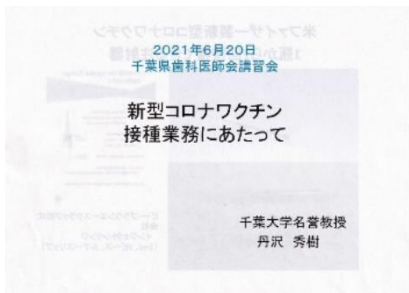 2021年6月20日
千葉県歯科医師会講習会
新型コロナワクチン
接種業務にあたって
千葉大学名誉教授
丹沢 秀樹